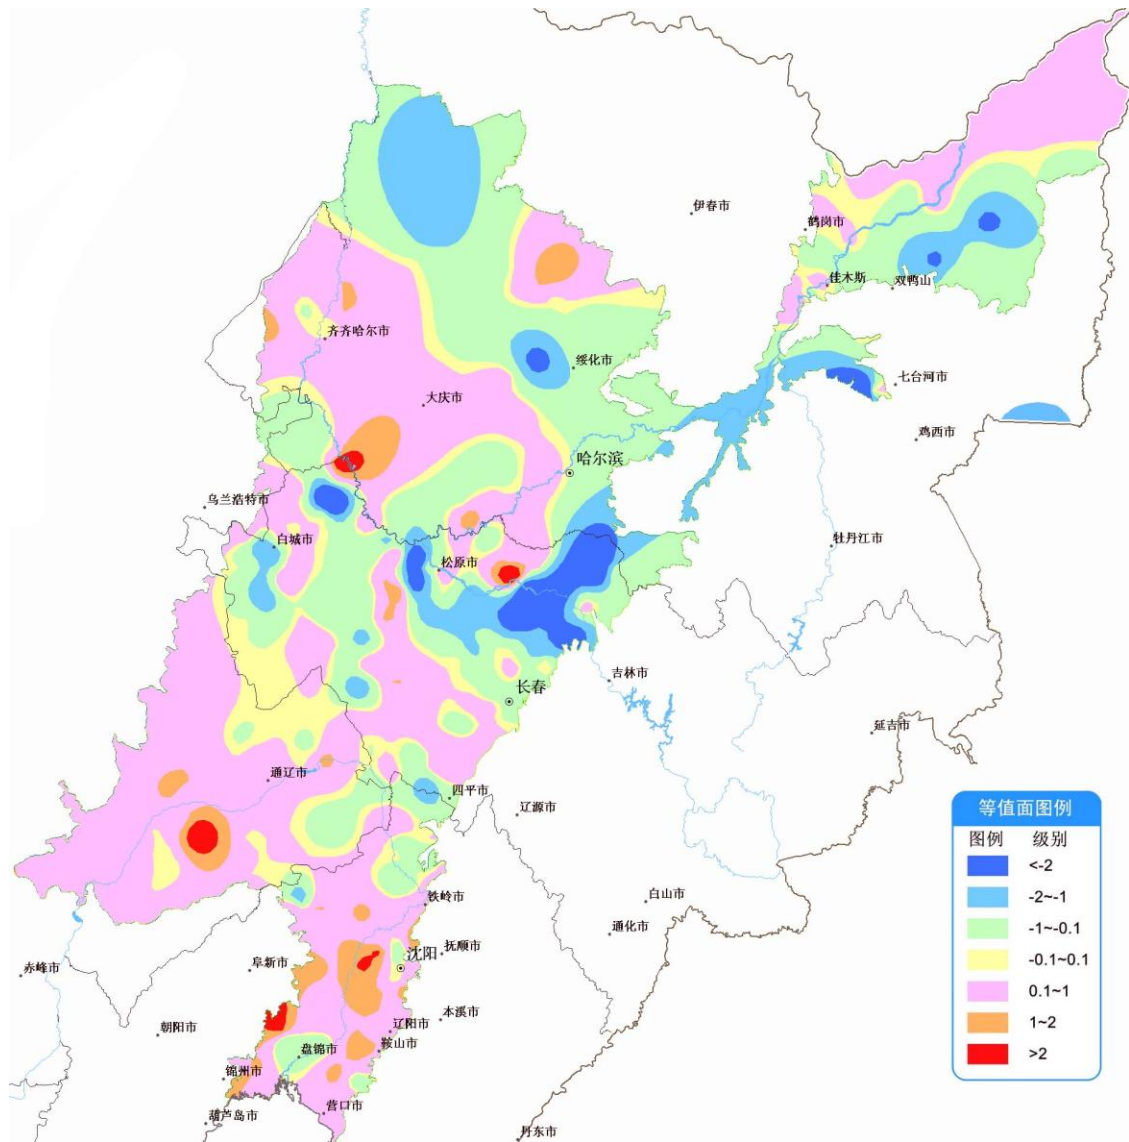 伊春市
鹤岗市
佳木斯
双鸭山
齐齐哈尔市
绥化市
七台河市
大庆市
鸡西市
哈尔滨
乌兰浩特市
白城市
牡丹江市
松原市
吉林市
长春
延吉市
通辽市
四平市
辽源市
等值面图例
图例 级别
<-2
-2~-1
-1~-0.1
-0.1~0.1
0.1~1
1~2
>2
白山市
铁岭市
通化市
抚顺市
沈阳
阜新市
赤峰市
本溪市
辽阳市
朝阳市
鞍山市
盘锦市
锦州市
营口市
葫芦岛市
丹东市